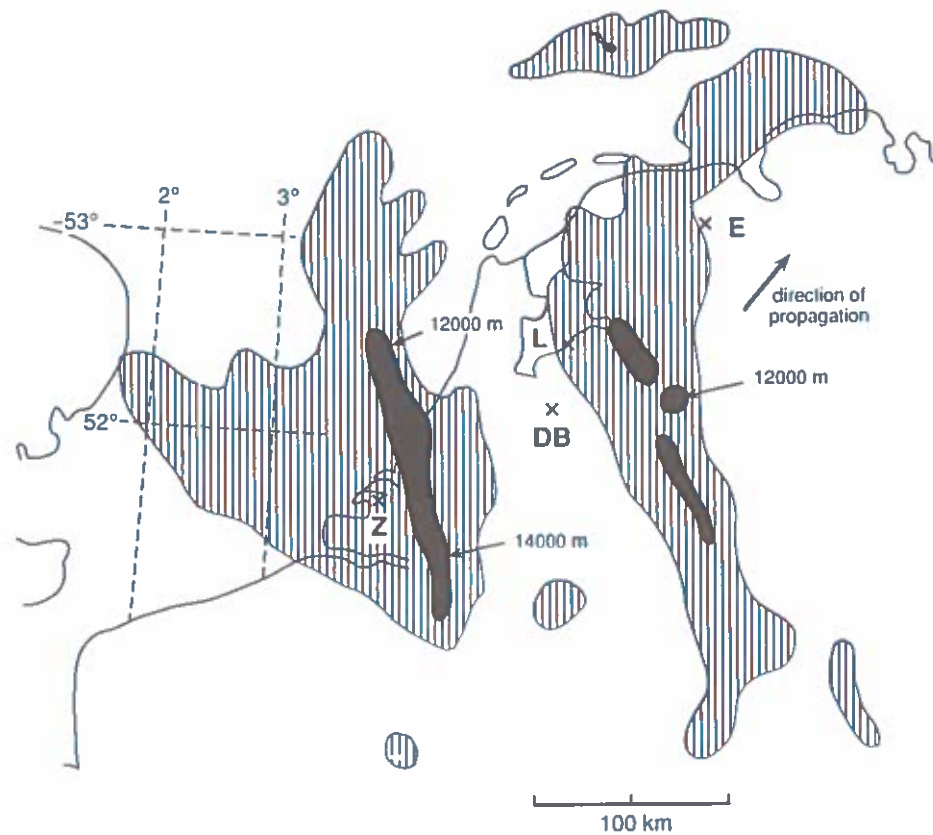 2°
3°
-53°
E
direction of
propagation
12000 m
L
12000 m
52°
DB
Z
14000 m
100 km